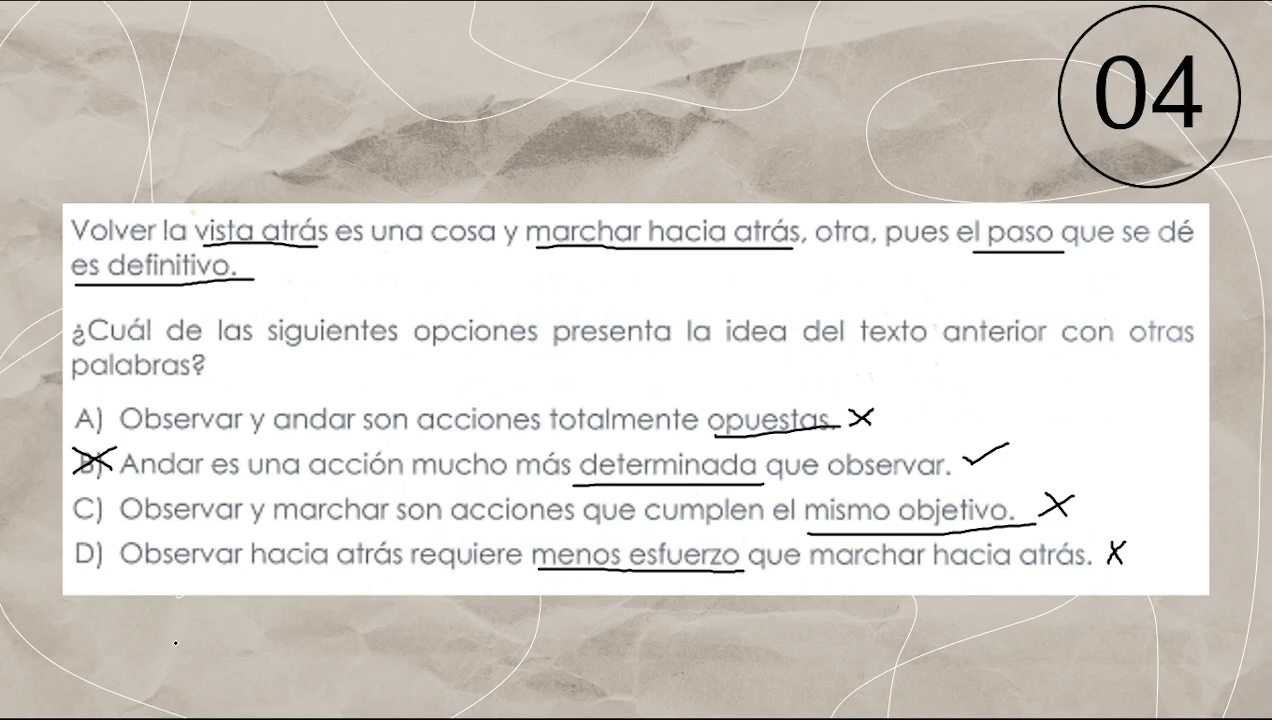 04
Volver la vista atrás es una cosa y marchar hacia atrás, otra, pues el paso que se dé
es definitivo.
¿Cuál de las siguientes opciones presenta la idea del texto anterior con otras
palabras?
A) Observar y andar son acciones totalmente opuestas.
B) Andar es una acción mucho más determinada que observar.
C) Observar y marchar son acciones que cumplen el mismo objetivo.
D) Observar hacia atrás requiere menos esfuerzo que marchar hacia atrás.